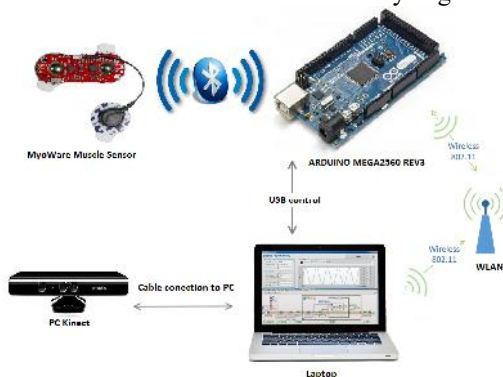 MyoWare Muscle Sensor
ARDUINO MEGA2560 REV3
Wireless
802.11
USB control
Wireless
802.11
WLAN
Cable conection to PC
PC Kinect
Laptop